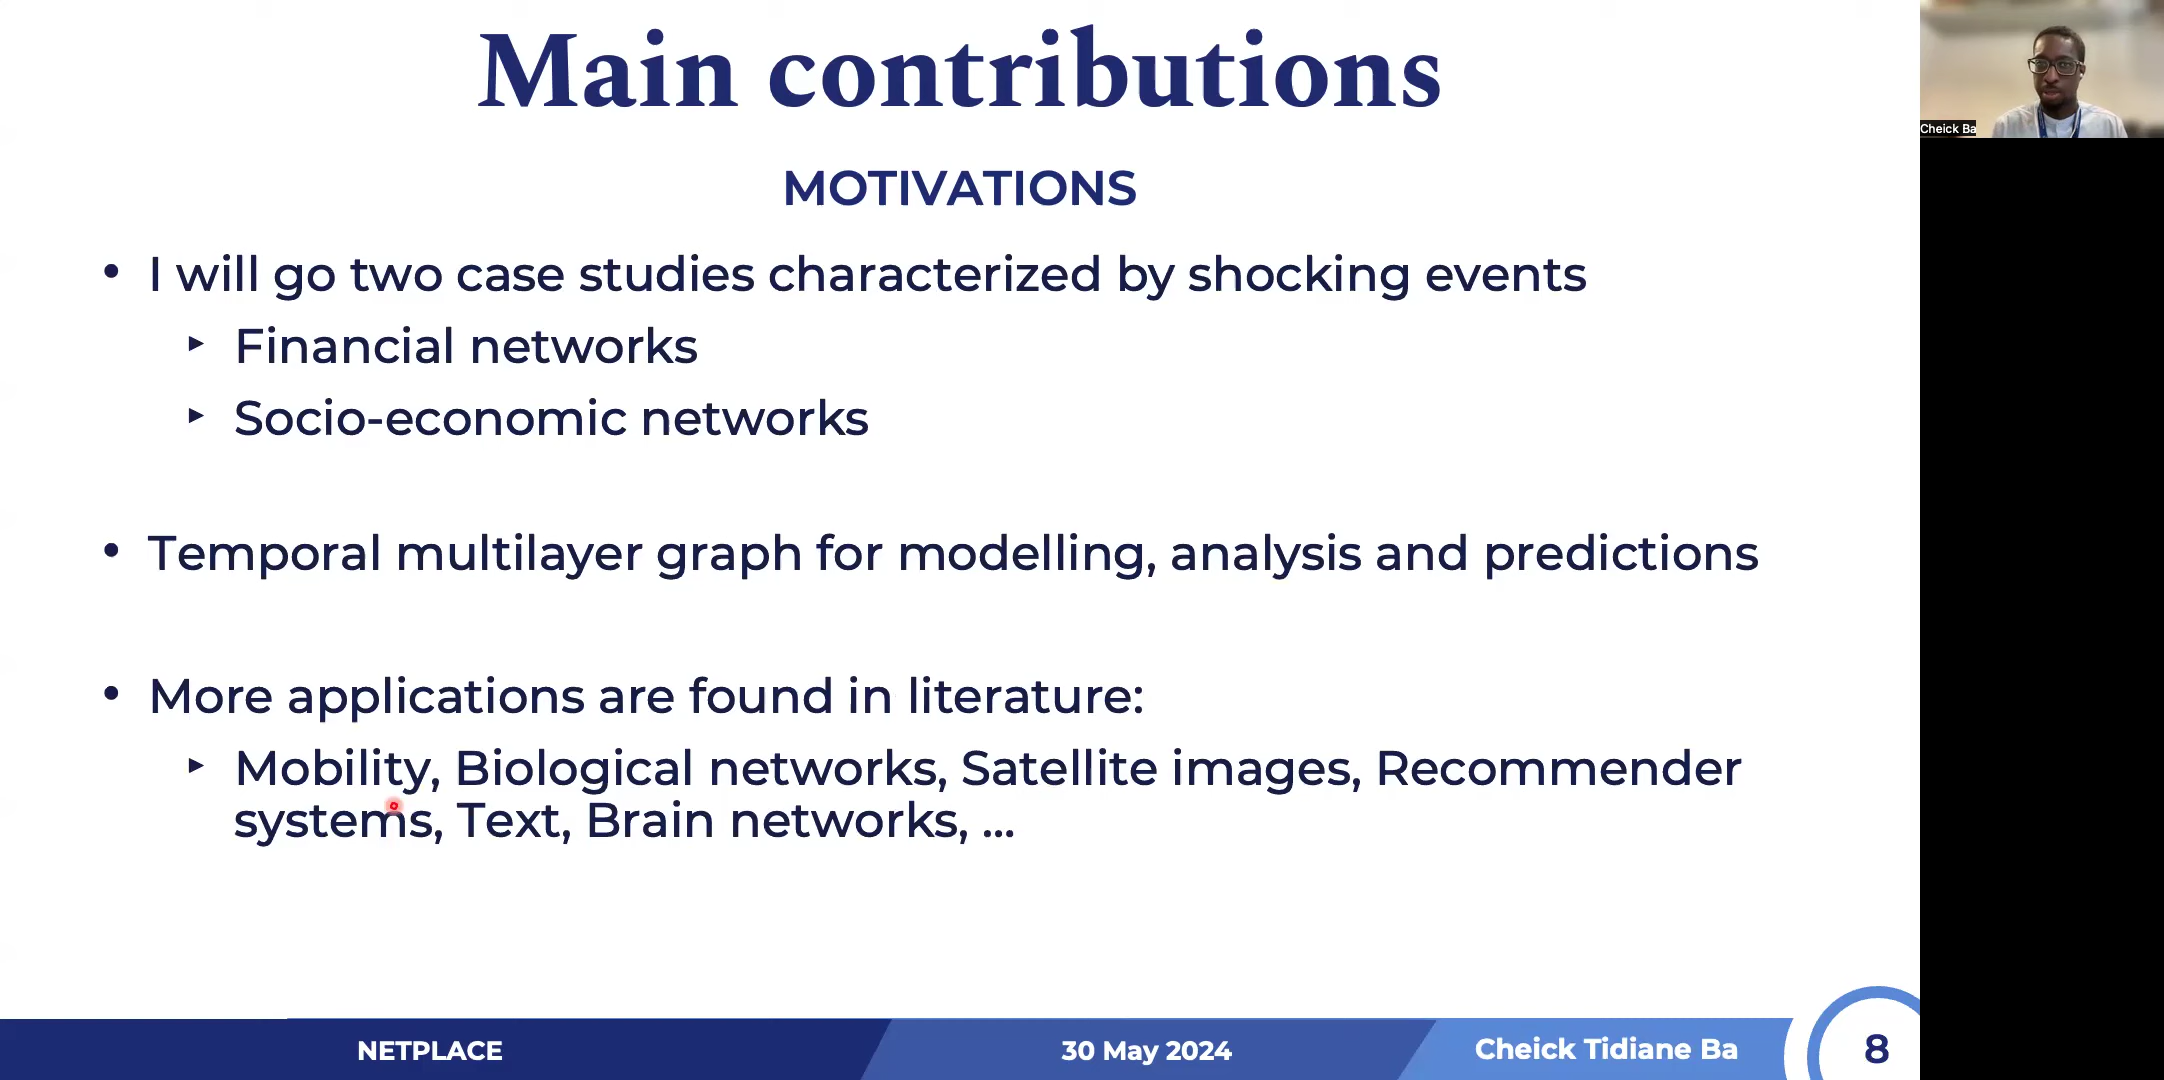 Main contributions
MOTIVATIONS
• I will go two case studies characterized by shocking events
▸ Financial networks
▸ Socio-economic networks
• Temporal multilayer graph for modelling, analysis and predictions
• More applications are found in literature:
▸ Mobility, Biological networks, Satellite images, Recommender
systems, Text, Brain networks, ...
NETPLACE
30 May 2024
Cheick Tidiane Ba
8
Cheick Ba